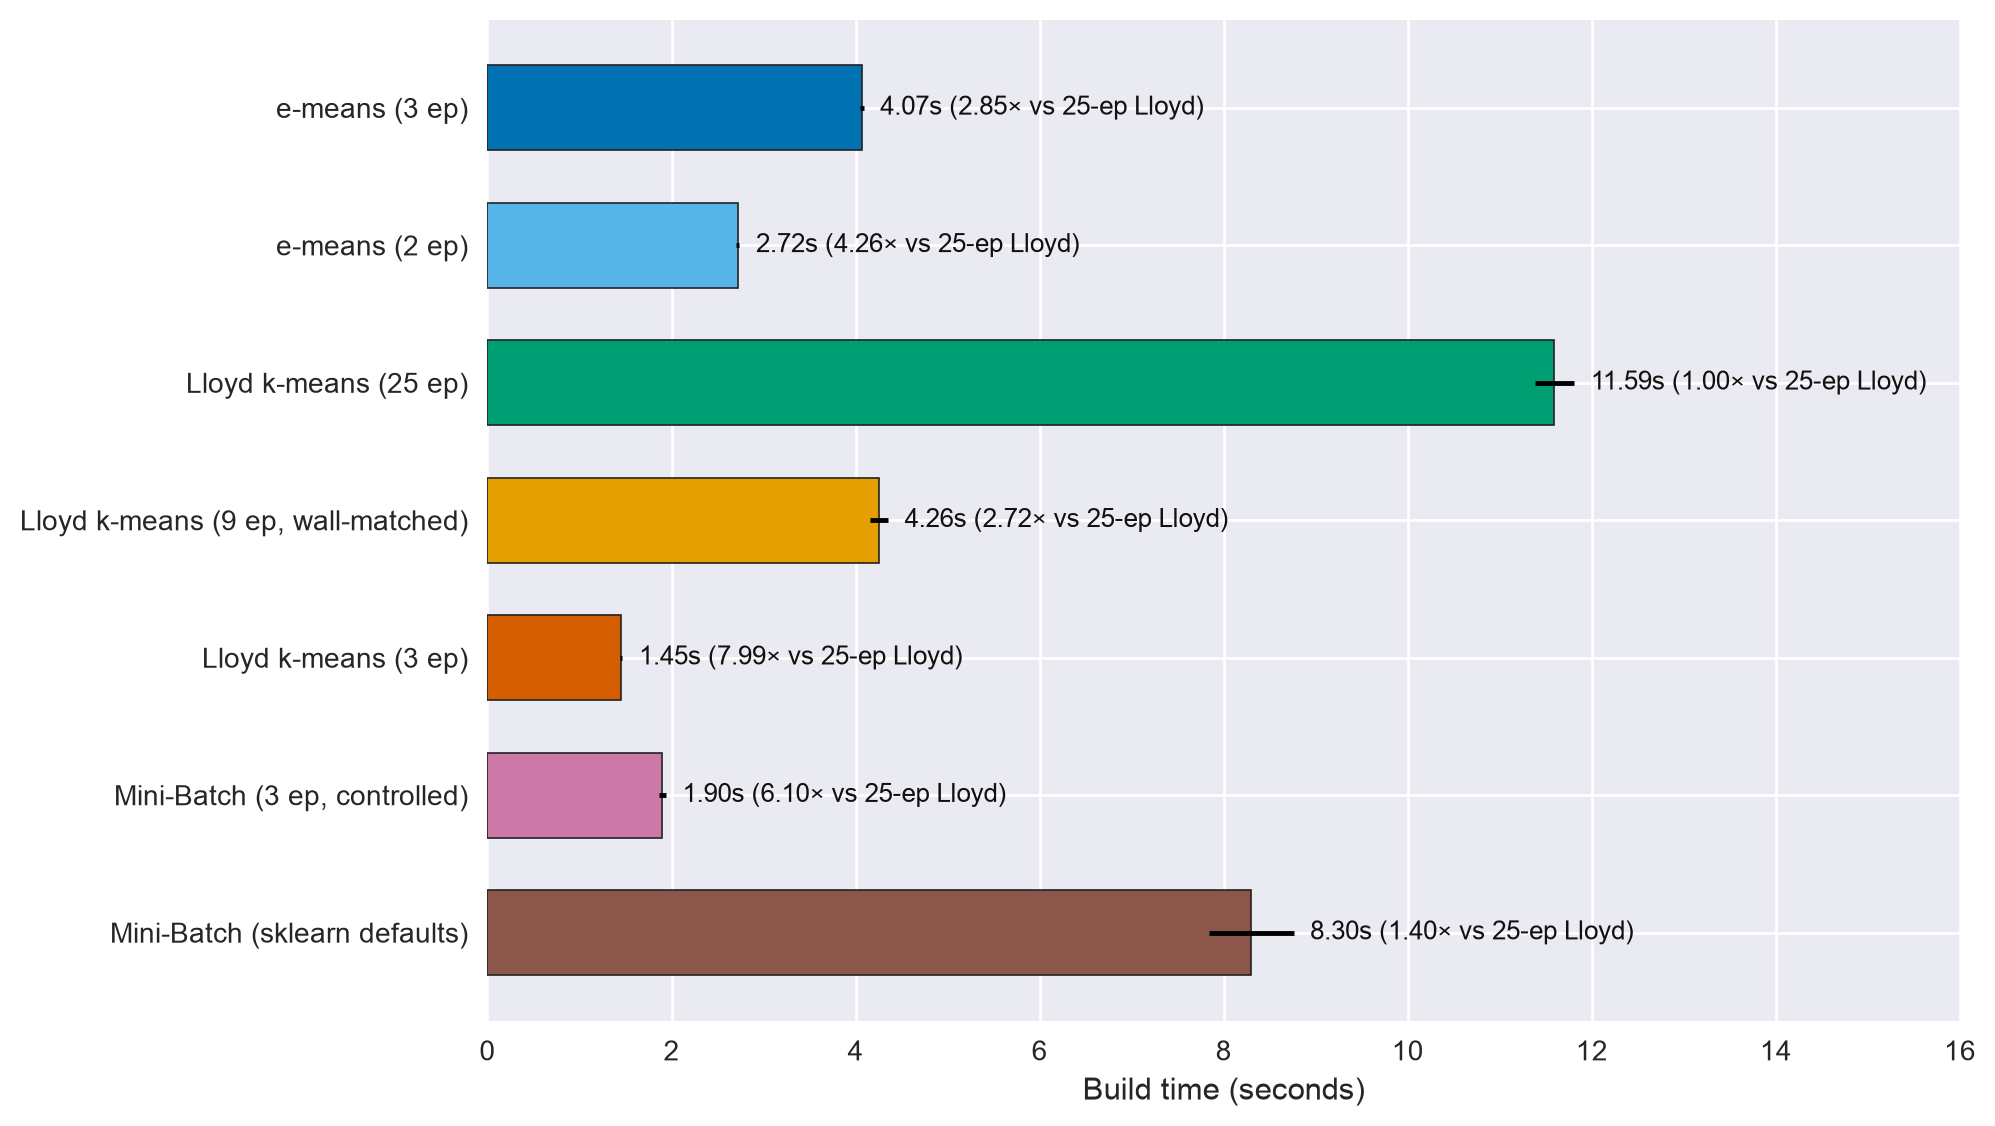 e-means (3 ep)
4.07s (2.85× vs 25-ep Lloyd)
e-means (2 ep)
2.72s (4.26× vs 25-ep Lloyd)
Lloyd k-means (25 ep)
11.59s (1.00× vs 25-ep Lloyd)
Lloyd k-means (9 ep, wall-matched)
4.26s (2.72× vs 25-ep Lloyd)
Lloyd k-means (3 ep)
1.45s (7.99× vs 25-ep Lloyd)
Mini-Batch (3 ep, controlled)
1.90s (6.10× vs 25-ep Lloyd)
Mini-Batch (sklearn defaults)
8.30s (1.40× vs 25-ep Lloyd)
0 2 4 6 8 10 12 14 16
Build time (seconds)